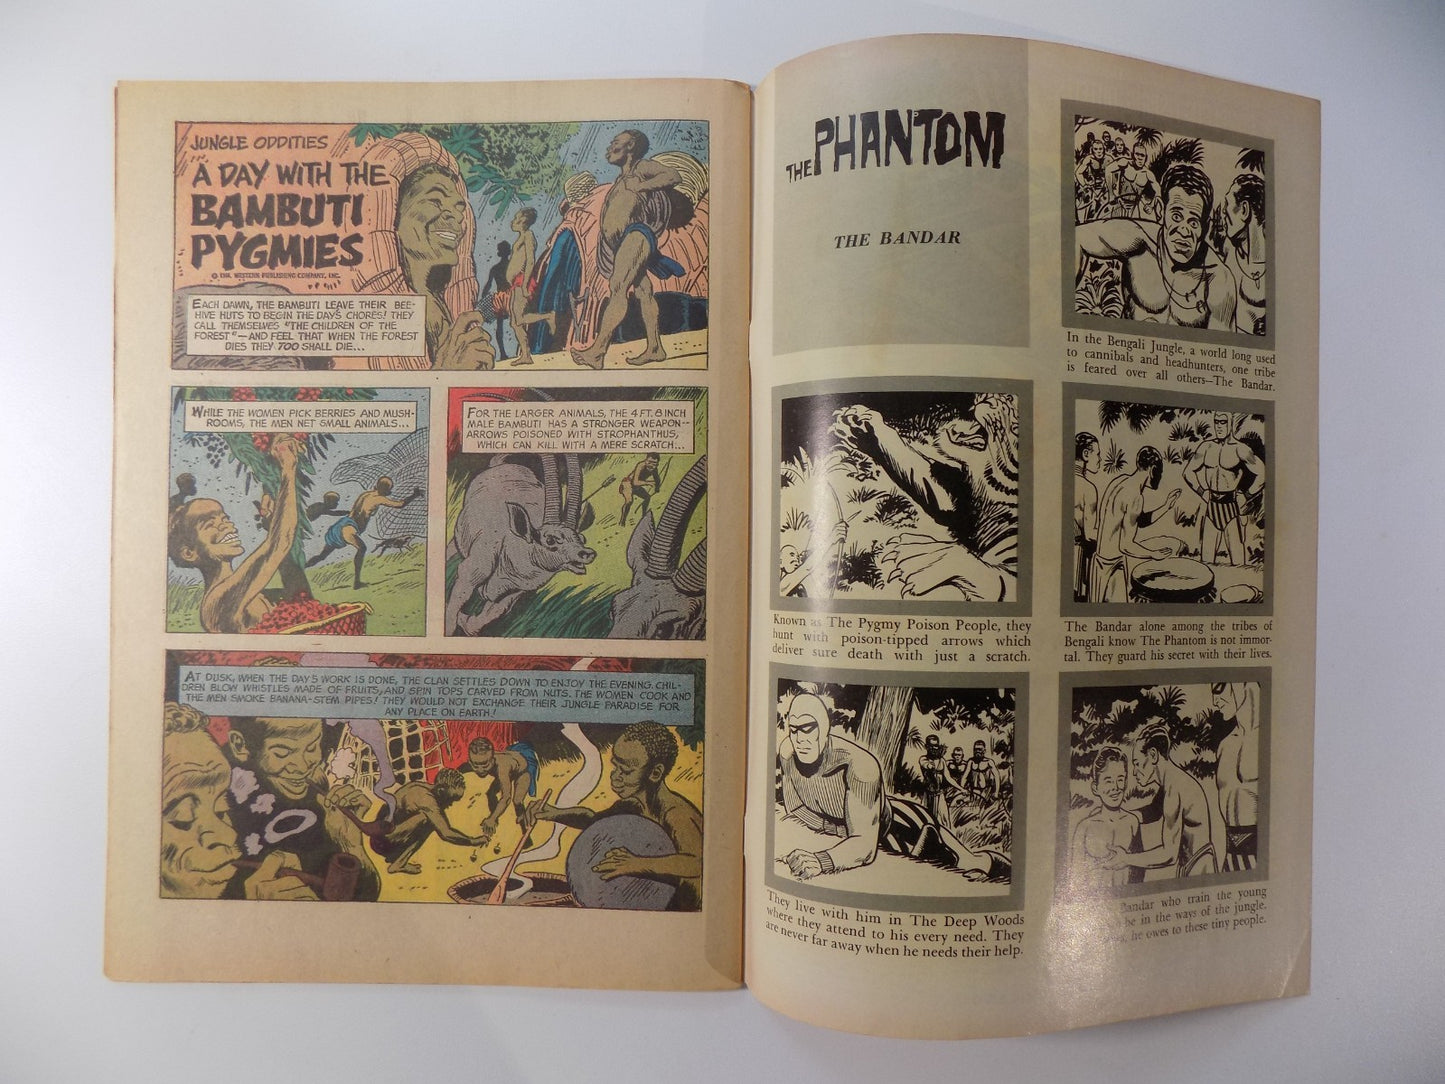 JUNGLE ODDITIES
A DAY WITH THE
BAMBUTI
PYGMIES
© THE WESTERN PUBLISHING COMPANY, INC.
EACH DAWN, THE BAMBUTI LEAVE THEIR BEE-
HIVE HUTS TO BEGIN THE DAY'S CHORES! THEY
CALL THEMSELVES "THE CHILDREN OF THE
FOREST"—AND FEEL THAT WHEN THE FOREST
DIES THEY TOO SHALL DIE...
WHILE THE WOMEN PICK BERRIES AND MUSH-
ROOMS, THE MEN NET SMALL ANIMALS...
FOR THE LARGER ANIMALS, THE 4 FT. 8 INCH
MALE BAMBUTI HAS A STRONGER WEAPON--
ARROWS POISONED WITH STROPHANTHUS,
WHICH CAN KILL WITH A MERE SCRATCH...
AT DUSK, WHEN THE DAY'S WORK IS DONE, THE CLAN SETTLES DOWN TO ENJOY THE EVENING. CHIL-
DREN BLOW WHISTLES MADE OF FRUITS, AND SPIN TOPS CARVED FROM NUTS. THE WOMEN COOK AND
THE MEN SMOKE BANANA-STEM PIPES! THEY WOULD NOT EXCHANGE THEIR JUNGLE PARADISE FOR
ANY PLACE ON EARTH!
THE PHANTOM
THE BANDAR
In the Bengali Jungle, a world long used
to cannibals and headhunters, one tribe
is feared over all others—The Bandar.
Known as The Pygmy Poison People, they
hunt with poison-tipped arrows which
deliver sure death with just a scratch.
The Bandar alone among the tribes of
Bengali know The Phantom is not immor-
tal. They guard his secret with their lives.
They live with him in The Deep Woods
where they attend to his every need. They
are never far away when he needs their help.
Bandar who train the young
be in the ways of the jungle.
he owes to these tiny people.